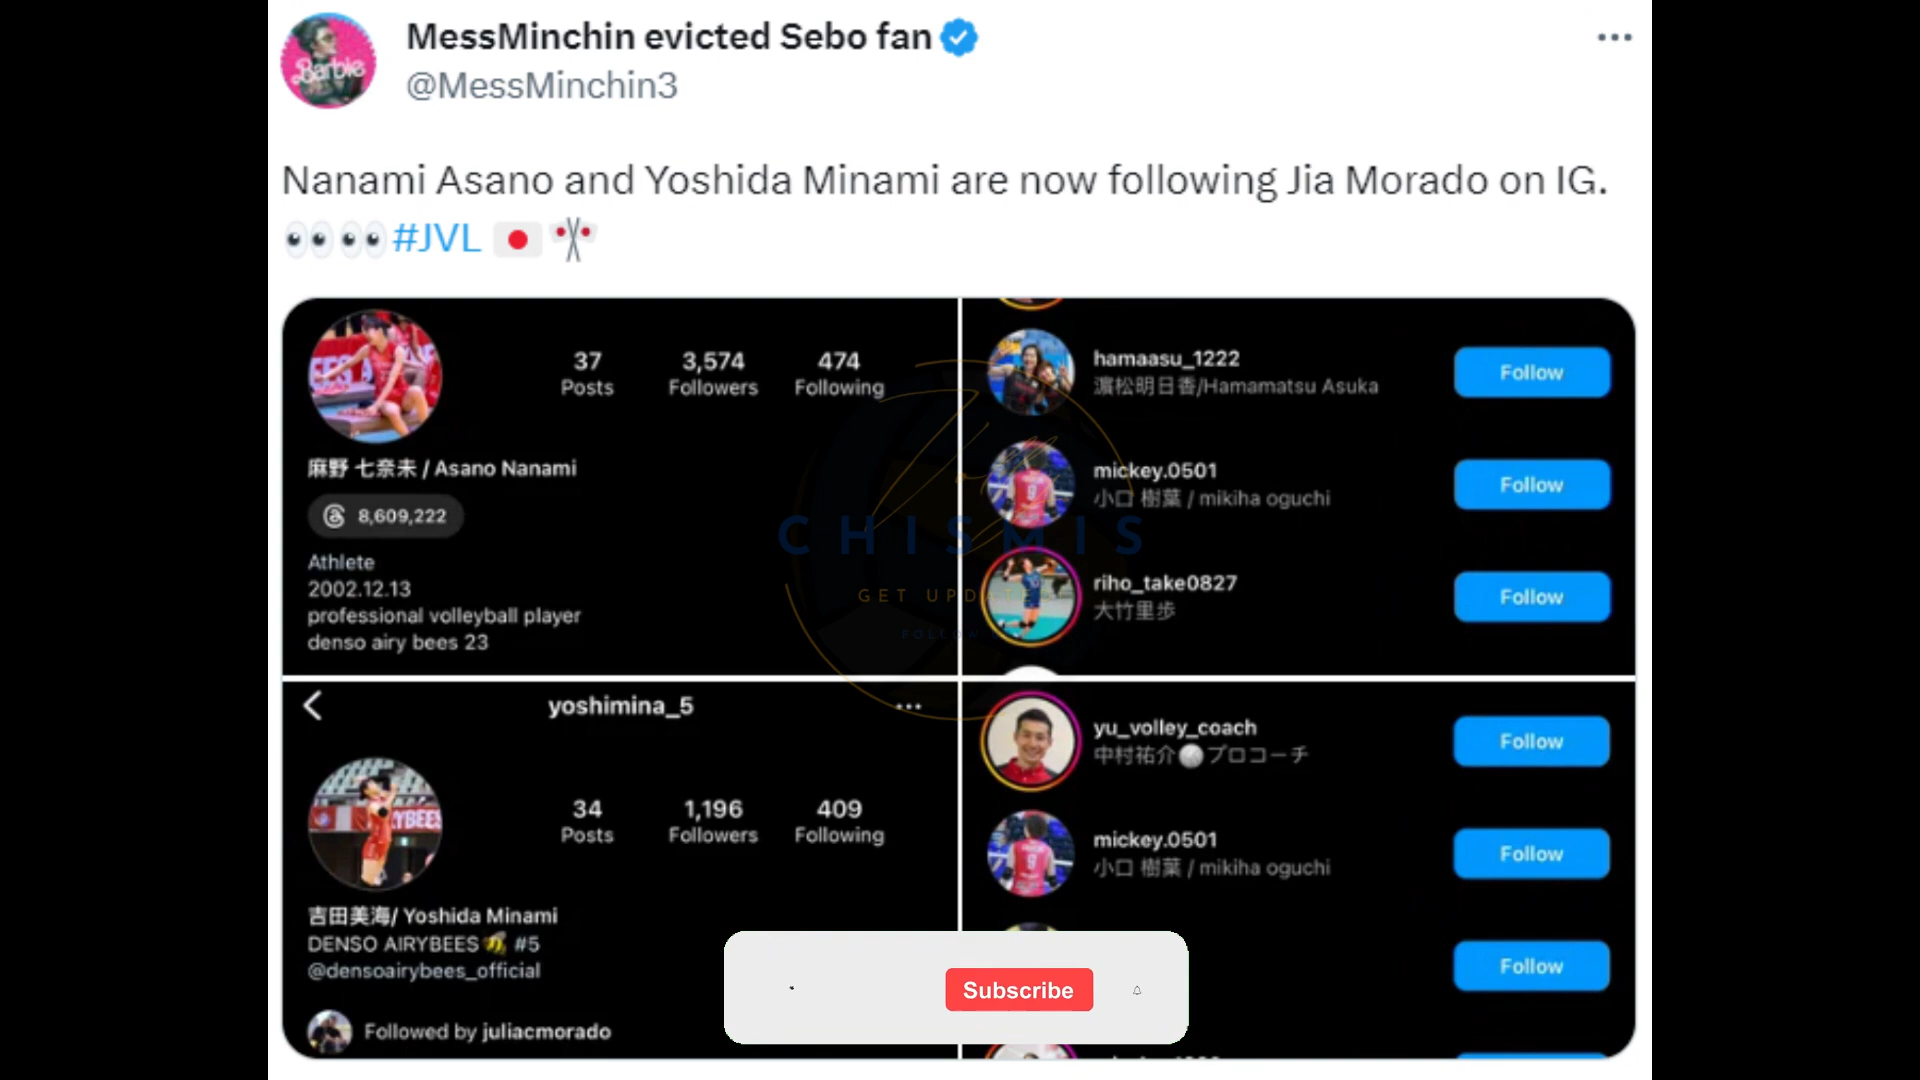 Barbie
MessMinchin evicted Sebo fan
@MessMinchin3
Nanami Asano and Yoshida Minami are now following Jia Morado on IG.
👀👀#JVL 🇯🇵🎌
37 3,574 474
Posts Followers Following
麻野 七奈未 / Asano Nanami
8,609,222
Athlete
2002.12.13
professional volleyball player
denso airy bees 23
hamaasu_1222
濵松明日香/Hamamatsu Asuka
Follow
mickey.0501
小口 樹葉 / mikiha oguchi
Follow
riho_take0827
大竹里歩
Follow
CHISMIS
yoshimina_5
34 1,196 409
Posts Followers Following
吉田美海/ Yoshida Minami
DENSO AIRYBEES🐝 #5
@densoairybees_official
Followed by juliacmorado
yu_volley_coach
中村祐介🏐プロコーチ
Follow
mickey.0501
小口 樹葉 / mikiha oguchi
Follow
Follow
Subscribe